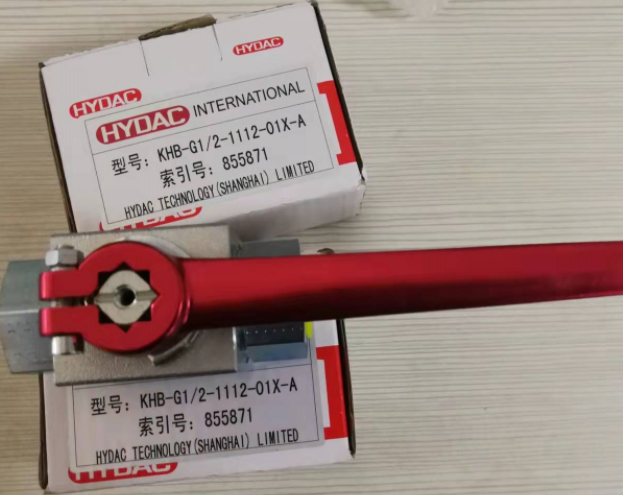 HYDAC
HYDAC
HYDAC INTERNATIONAL
型号: KHB-G1/2-1112-01X-A
索引号: 855871
HYDAC TECHNOLOGY(SHANGHAI) LIMITED
HYDAC
型号: KHB-G1/2-1112-01X-A
索引号: 855871
HYDAC TECHNOLOGY(SHANGHAI) LIMITED
HYDAC